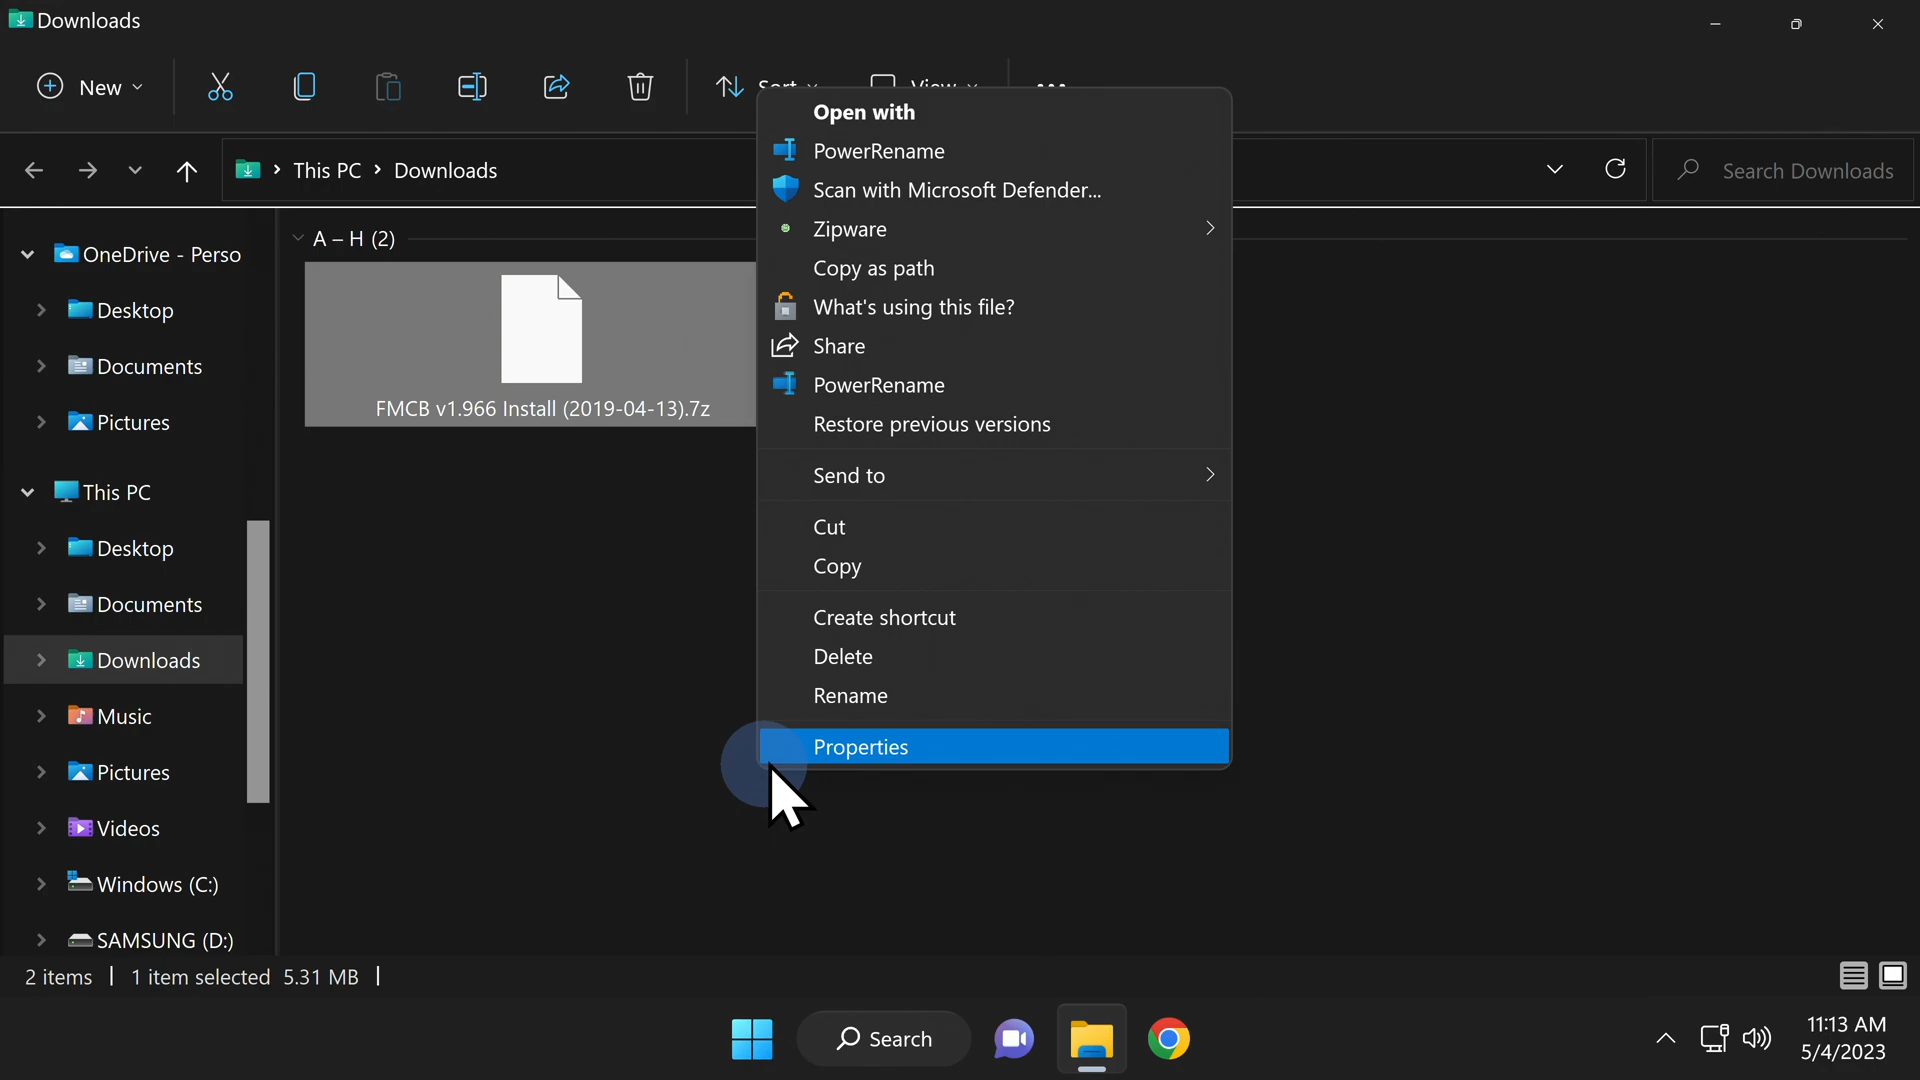 Downloads
New
Sort
View
This PC
Downloads
Search Downloads
OneDrive - Perso
Desktop
Documents
Pictures
This PC
Desktop
Documents
Downloads
Music
Pictures
Videos
Windows (C:)
SAMSUNG (D:)
A – H (2)
FMCB v1.966 Install (2019-04-13).7z
Open with
PowerRename
Scan with Microsoft Defender...
Zipware
Copy as path
What's using this file?
Share
PowerRename
Restore previous versions
Send to
Cut
Copy
Create shortcut
Delete
Rename
Properties
2 items
1 item selected 5.31 MB
Search
11:13 AM
5/4/2023